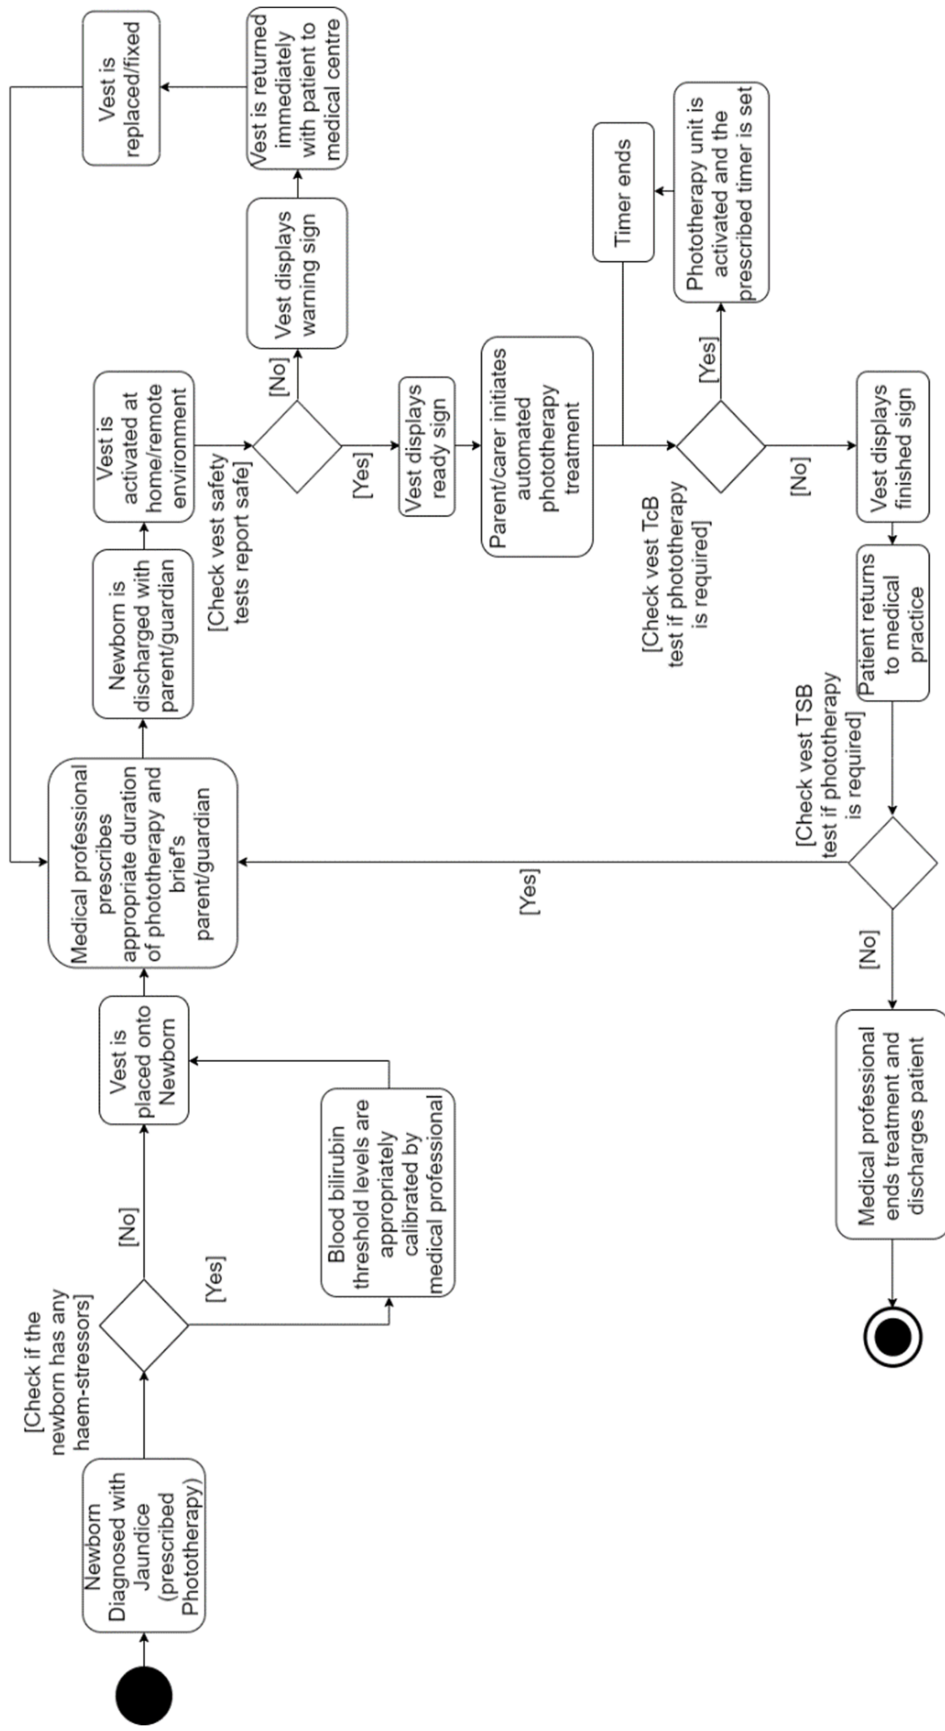 Newborn
Diagnosed with
Jaundice
(prescribed
Phototherapy)
[Check if the
newborn has any
haem-stressors]
[No]
[Yes]
Blood bilirubin
threshold levels are
appropriately
calibrated by
medical professional
Vest is
placed onto
Newborn
Medical professional
prescribes
appropriate duration
of phototherapy and
brief's
parent/guardian
Newborn is
discharged with
parent/guardian
Vest is
activated at
home/remote
environment
[Check vest safety
tests report safe]
[No]
Vest displays
warning sign
Vest is returned
immediately
with patient to
medical centre
Vest is
replaced/fixed
[Yes]
Vest displays
ready sign
Parent/carer initiates
automated
phototherapy
treatment
[Check vest TcB
test if phototherapy
is required]
[Yes]
Phototherapy unit is
activated and the
prescribed timer is set
Timer ends
[No]
Vest displays
finished sign
Patient returns
to medical
practice
[Check vest TSB
test if phototherapy
is required]
[Yes]
[No]
Medical professional
ends treatment and
discharges patient